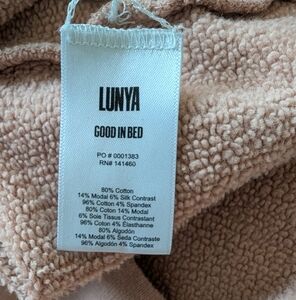 LUNYA
GOOD IN BED
PO # 0001383
RN# 141460
80% Cotton
14% Modal 6% Silk Contrast
96% Cotton 4% Spandex
80% Coton 14% Modal
6% Soie Tissus Contrastant
96% Coton 4% Élasthanne
80% Algodón
14% Modal 6% Seda Contraste
96% Algodón 4% Spandex